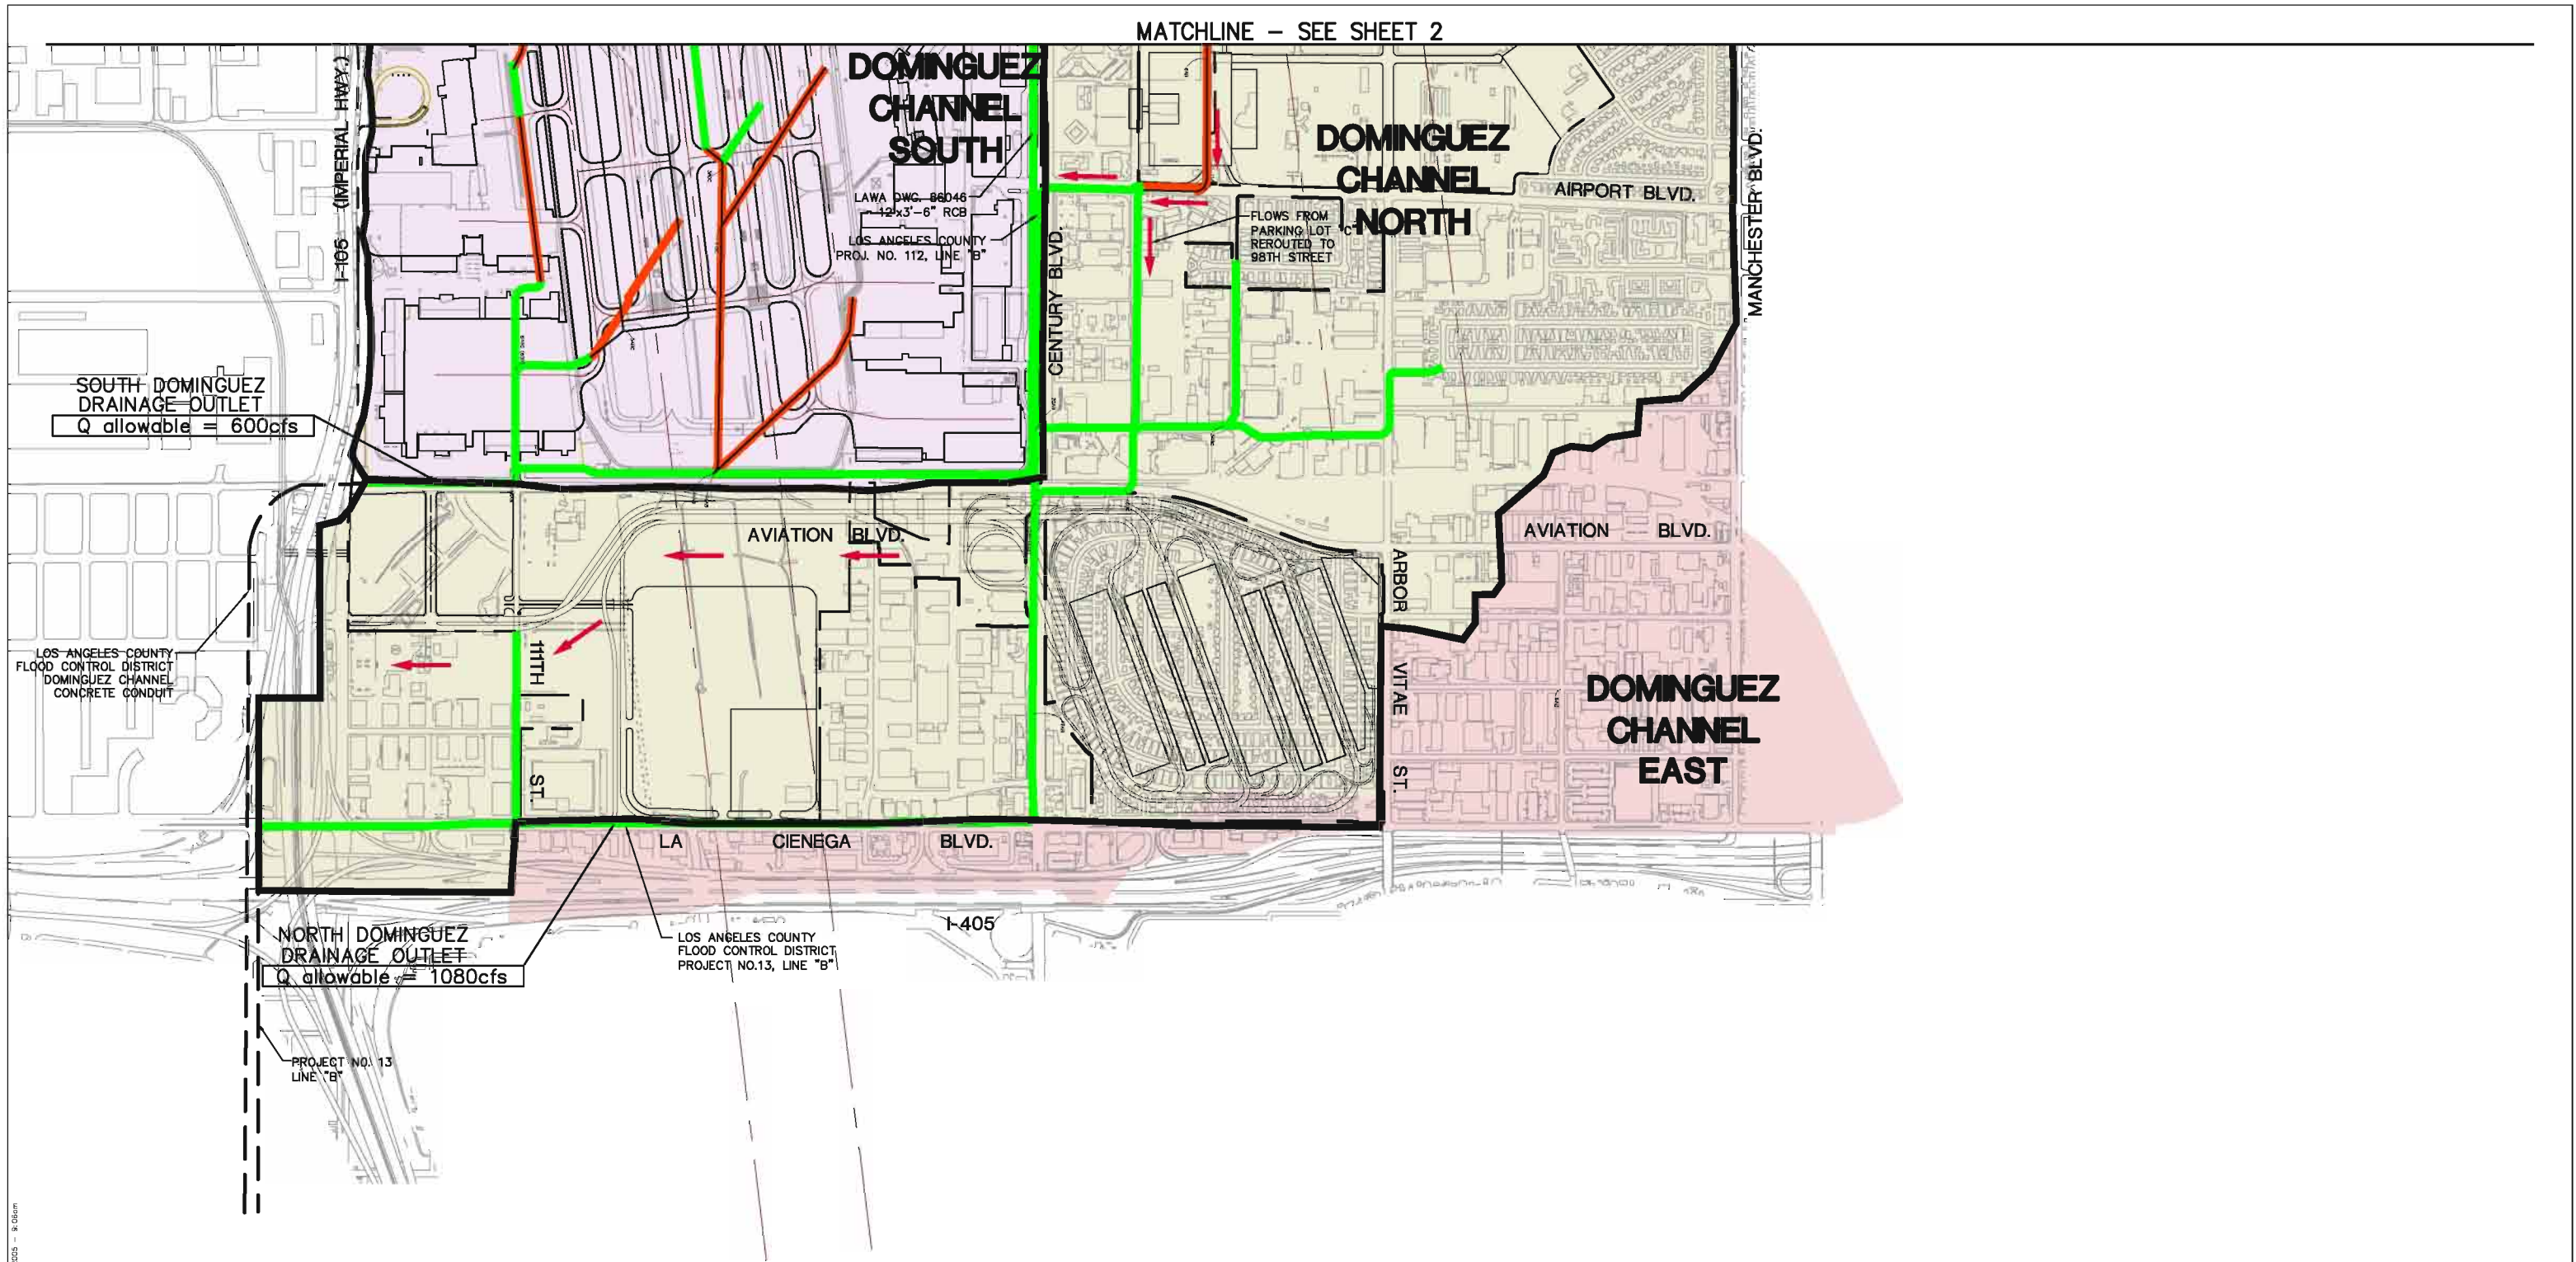 MATCHLINE – SEE SHEET 2
I-105 (IMPERIAL HWY.)
DOMINGUEZ
CHANNEL
SOUTH
LAWA DWG. 86046
12'x3'-6" RCB
LOS ANGELES COUNTY
PROJ. NO. 112, LINE "B"
CENTURY BLVD.
DOMINGUEZ
CHANNEL
NORTH
AIRPORT BLVD.
MANCHESTER BLVD.
FLOWS FROM
PARKING LOT "C"
REROUTED TO
98TH STREET
SOUTH DOMINGUEZ
DRAINAGE OUTLET
Q allowable = 600cfs
AVIATION BLVD.
AVIATION BLVD.
ARBOR VITAE ST.
111TH ST.
LOS ANGELES COUNTY
FLOOD CONTROL DISTRICT
DOMINGUEZ CHANNEL
CONCRETE CONDUIT
DOMINGUEZ
CHANNEL
EAST
LA CIENEGA BLVD.
I-405
NORTH DOMINGUEZ
DRAINAGE OUTLET
Q allowable = 1080cfs
LOS ANGELES COUNTY
FLOOD CONTROL DISTRICT
PROJECT NO.13, LINE "B"
PROJECT NO. 13
LINE "B"